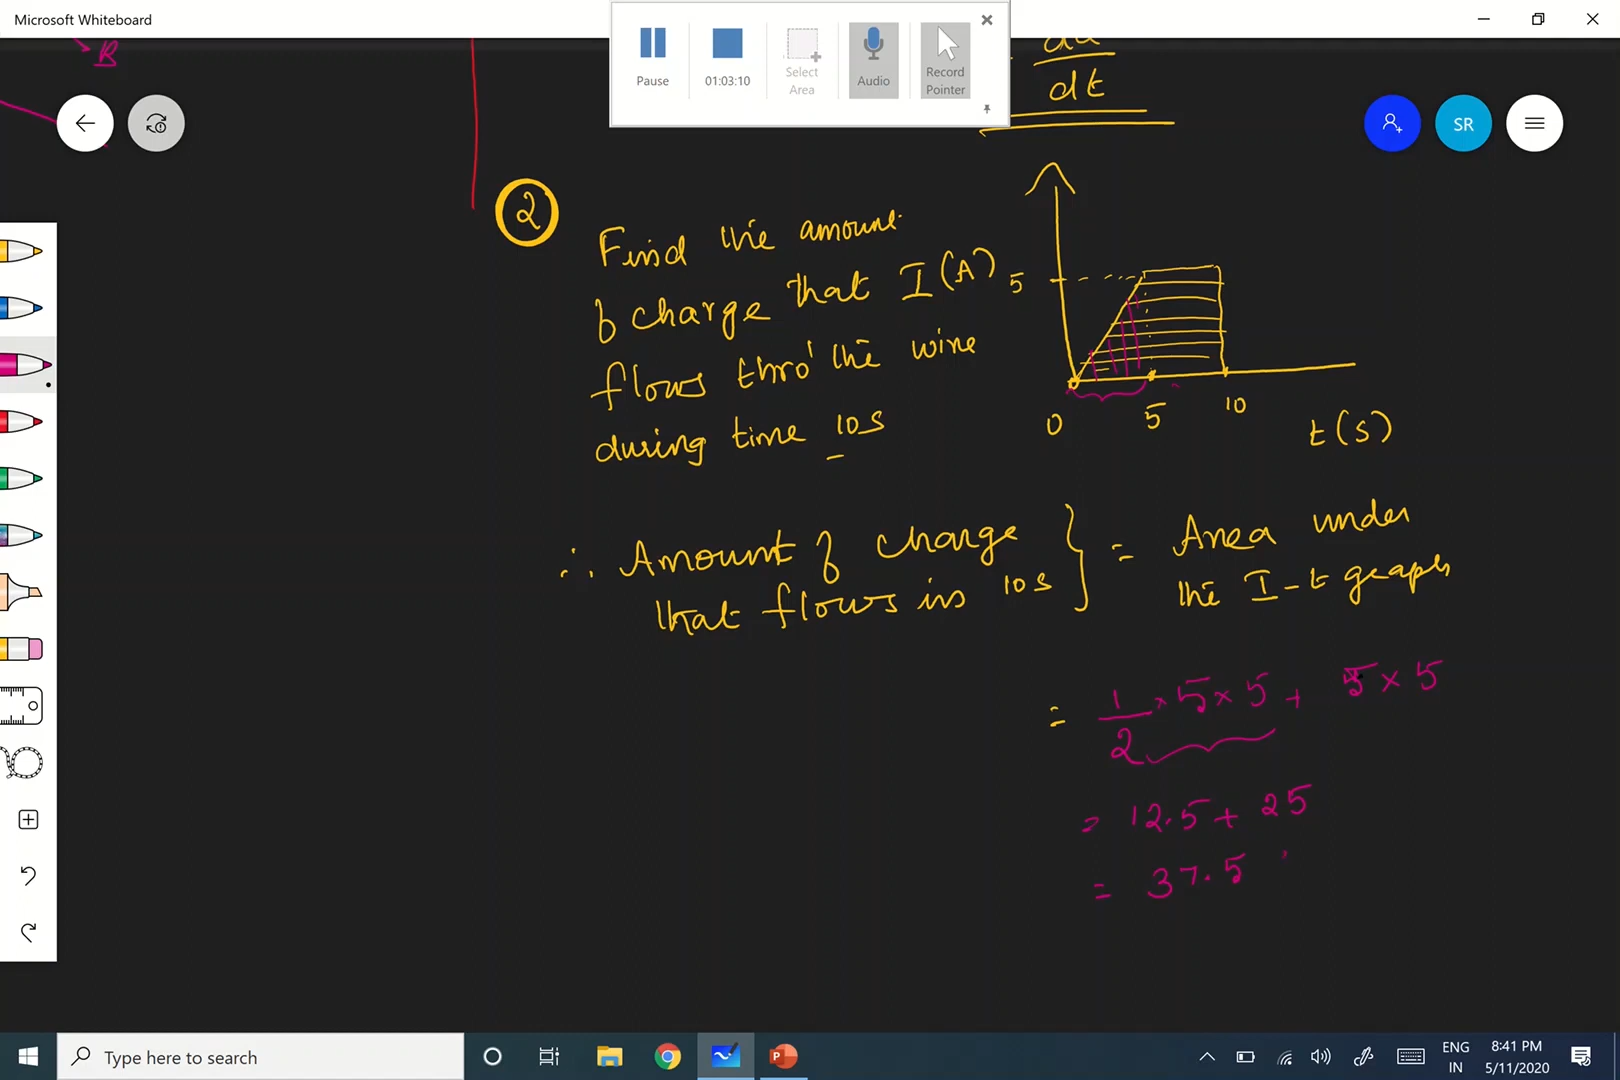 Microsoft Whiteboard
Pause
01:03:10
Select Area
Audio
Record Pointer
R
dt
SR
2
Find the amount
of charge that I(A)
flows thro' the wire
during time 10s
5
0 5 10
t(s)
∴ Amount of charge } = Area under
that flows in 10s the I-t graph
= 1/2 × 5 × 5 + 5 × 5
= 12.5 + 25
= 37.5
Type here to search
ENG
IN
8:41 PM
5/11/2020